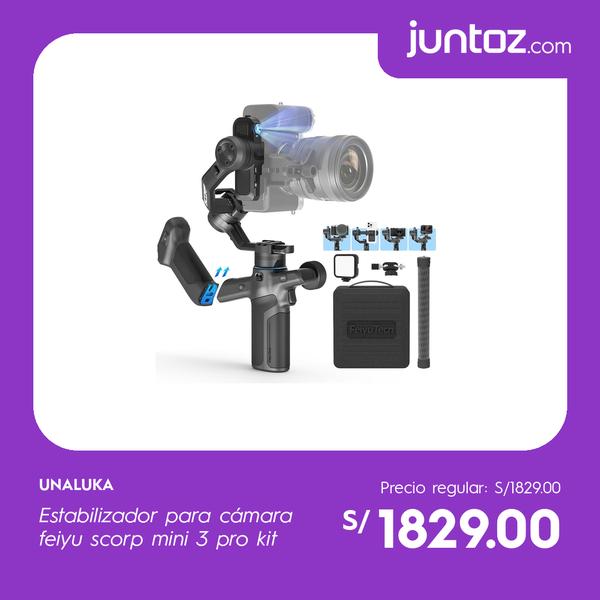 juntoz.com
FeiyuTech
UNALUKA
Estabilizador para cámara
feiyu scorp mini 3 pro kit
Precio regular: S/1829.00
S/1829.00